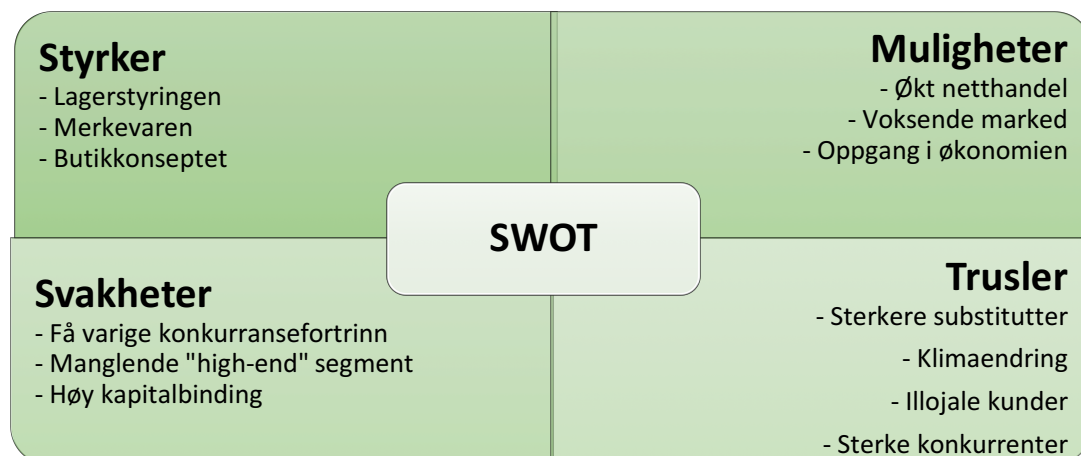 Styrker
- Lagerstyringen
- Merkevaren
- Butikkonseptet
Muligheter
- Økt netthandel
- Voksende marked
- Oppgang i økonomien
SWOT
Svakheter
- Få varige konkurransefortrinn
- Manglende "high-end" segment
- Høy kapitalbinding
Trusler
- Sterkere substitutter
- Klimaendring
- Illojale kunder
- Sterke konkurrenter